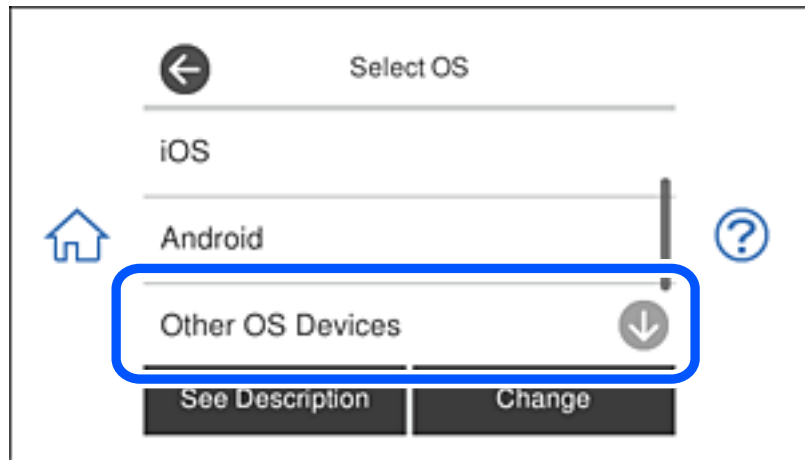 Select OS
iOS
Android
?
Other OS Devices
See Description
Change